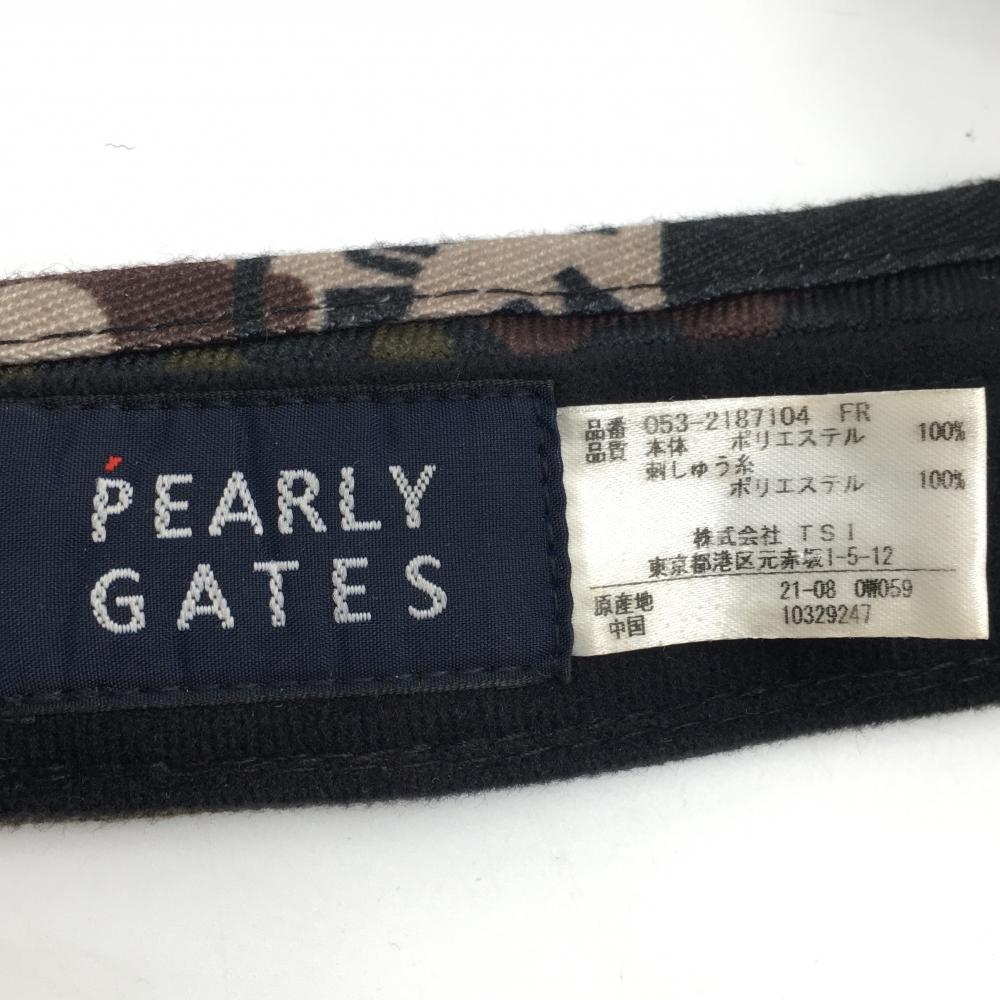 PEARLY
GATES
品番 053-2187104 FR
品質 本体 ポリエステル 100%
刺しゅう糸
ポリエステル 100%
株式会社 TSI
東京都港区元赤坂1-5-12
21-08 0W059
原産地 10329247
中国